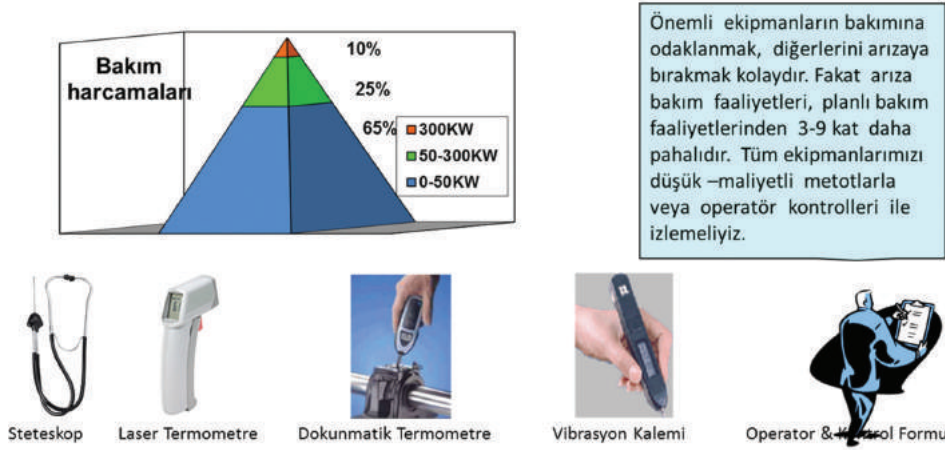 Bakım
harcamaları
10%
25%
65%
300KW
50-300KW
0-50KW
Önemli ekipmanların bakımına
odaklanmak, diğerlerini arızaya
bırakmak kolaydır. Fakat arıza
bakım faaliyetleri, planlı bakım
faaliyetlerinden 3-9 kat daha
pahalıdır. Tüm ekipmanlarımızı
düşük –maliyetli metotlarla
veya operatör kontrolleri ile
izlemeliyiz.
Steteskop
Laser Termometre
Dokunmatik Termometre
Vibrasyon Kalemi
Operator & Kontrol Formu